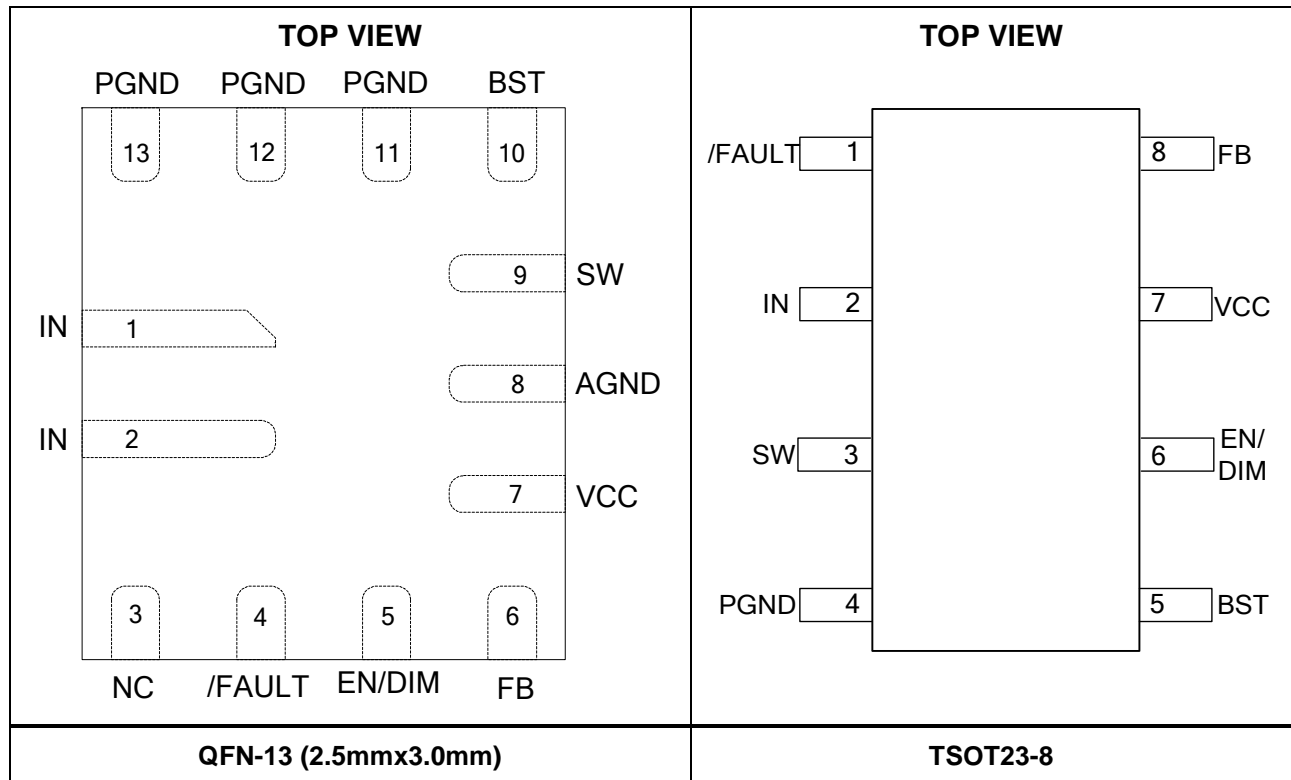 TOP VIEW
PGND PGND PGND BST
13 12 11 10
9 SW
IN 1
8 AGND
IN 2
7 VCC
3 4 5 6
NC /FAULT EN/DIM FB
QFN-13 (2.5mmx3.0mm)
TOP VIEW
/FAULT 1 8 FB
IN 2 7 VCC
SW 3 6 EN/
DIM
PGND 4 5 BST
TSOT23-8